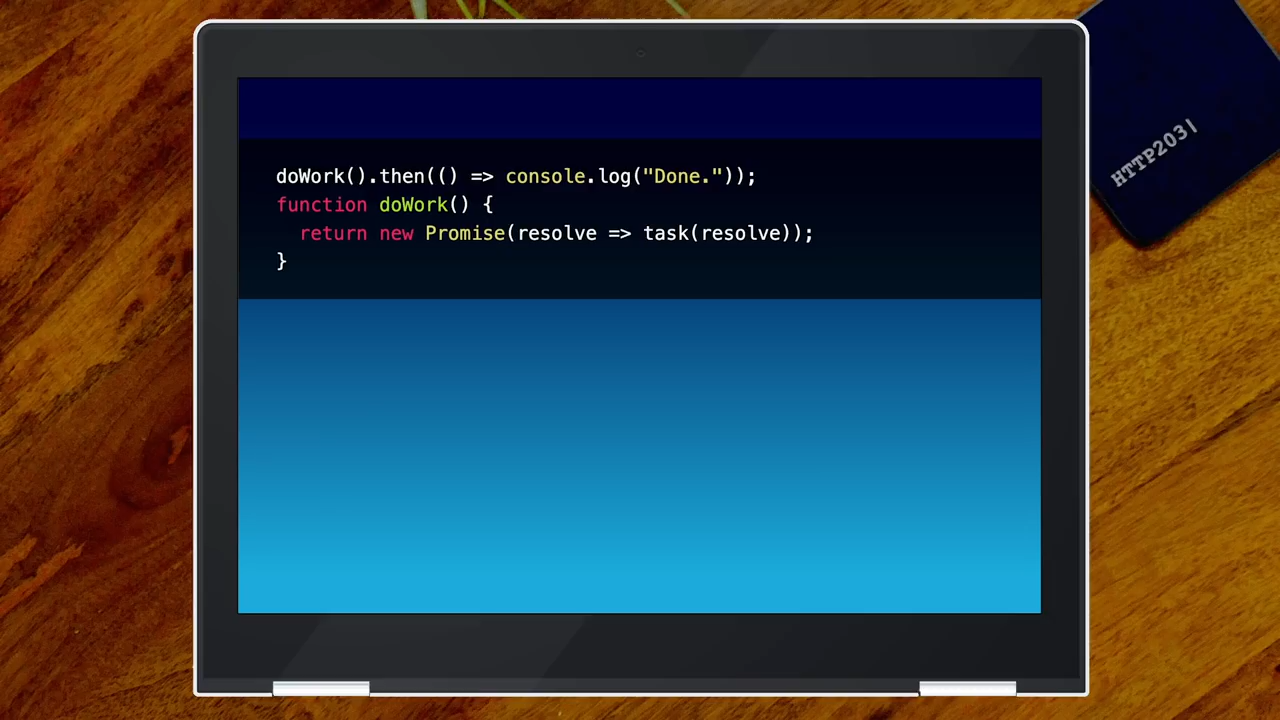 doWork().then(() => console.log("Done."));
function doWork() {
  return new Promise(resolve => task(resolve));
}
HTTP203|